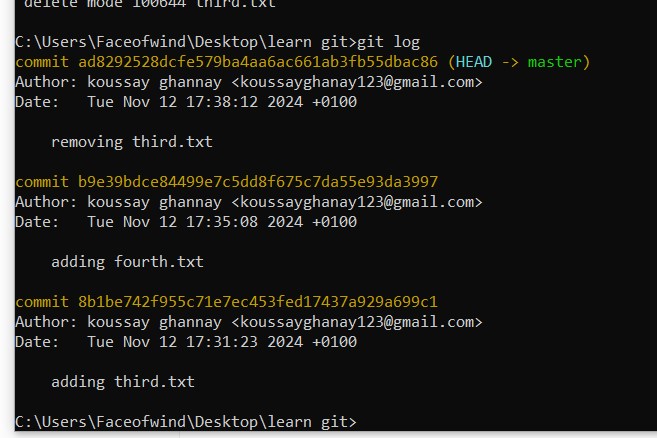 delete mode 100644 third.txt
C:\Users\Faceofwind\Desktop\learn git>git log
commit ad8292528dcfe579ba4aa6ac661ab3fb55dbac86 (HEAD -> master)
Author: koussay ghannay <koussayghanay123@gmail.com>
Date:   Tue Nov 12 17:38:12 2024 +0100
removing third.txt
commit b9e39bdce84499e7c5dd8f675c7da55e93da3997
Author: koussay ghannay <koussayghanay123@gmail.com>
Date:   Tue Nov 12 17:35:08 2024 +0100
adding fourth.txt
commit 8b1be742f955c71e7ec453fed17437a929a699c1
Author: koussay ghannay <koussayghanay123@gmail.com>
Date:   Tue Nov 12 17:31:23 2024 +0100
adding third.txt
C:\Users\Faceofwind\Desktop\learn git>